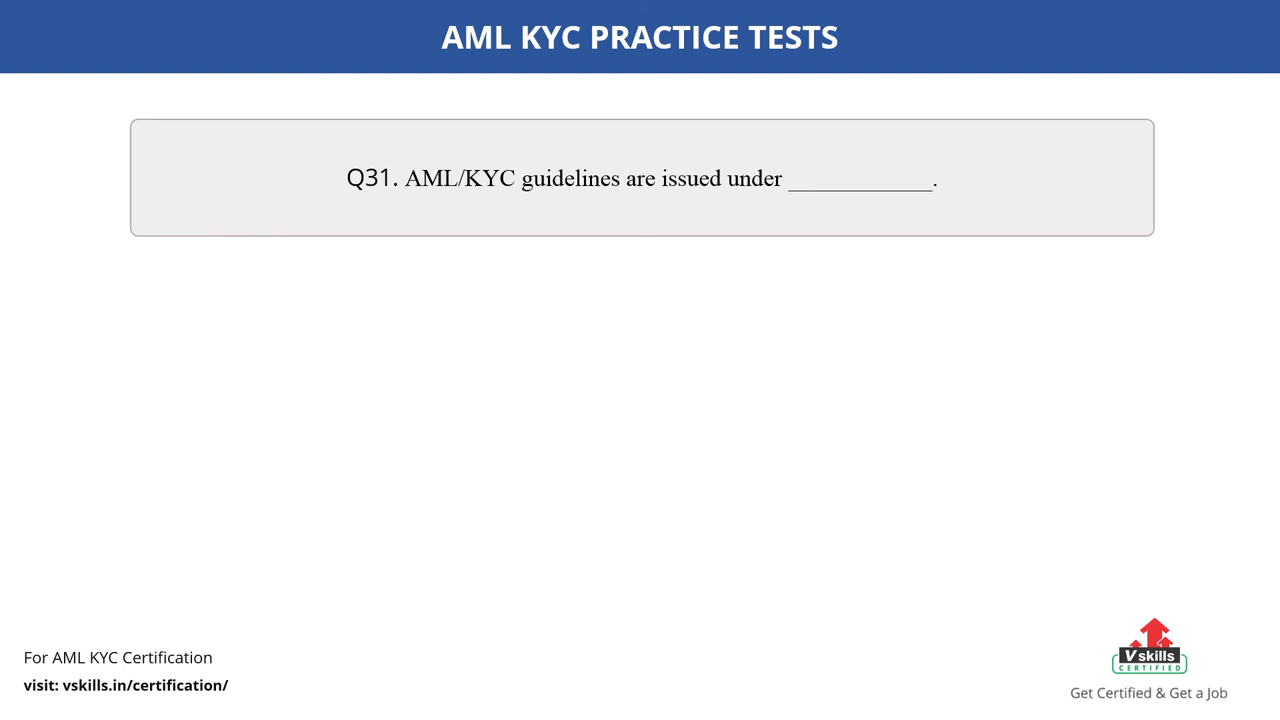 AML KYC PRACTICE TESTS
Q31. AML/KYC guidelines are issued under ____________.
For AML KYC Certification
visit: vskills.in/certification/
Vskills
CERTIFIED
Get Certified & Get a Job